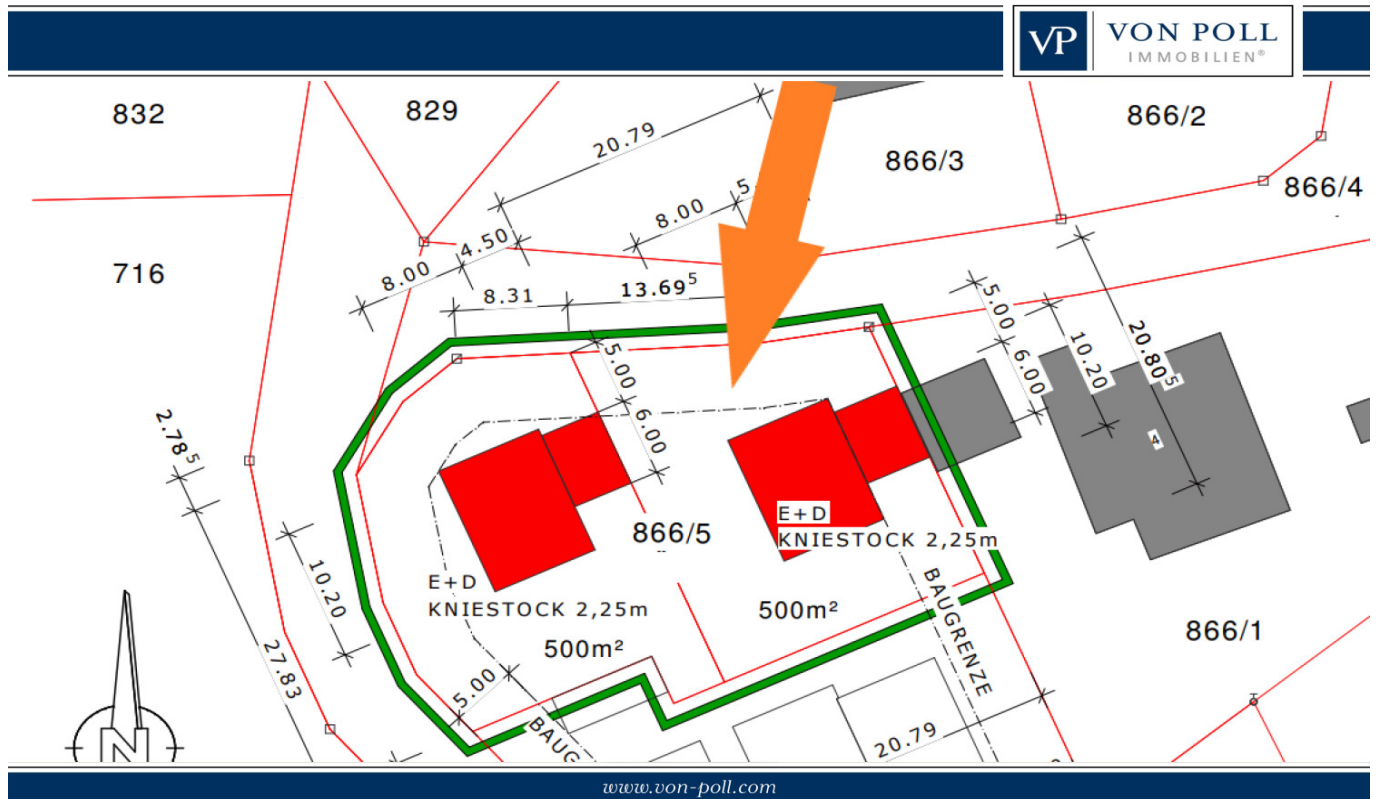 VP
VON POLL
IMMOBILIEN®
832
829
20.79
866/3
866/2
866/4
716
8.00
4.50
8.00
8.31
13.69⁵
5.00
6.00
5.00
6.00
10.20
20.80⁵
4
2.78⁵
10.20
27.83
866/5
E+D
KNIESTOCK 2,25m
500m²
E+D
KNIESTOCK 2,25m
500m²
BAUGRENZE
866/1
5.00
BAUG
20.79
N
www.von-poll.com